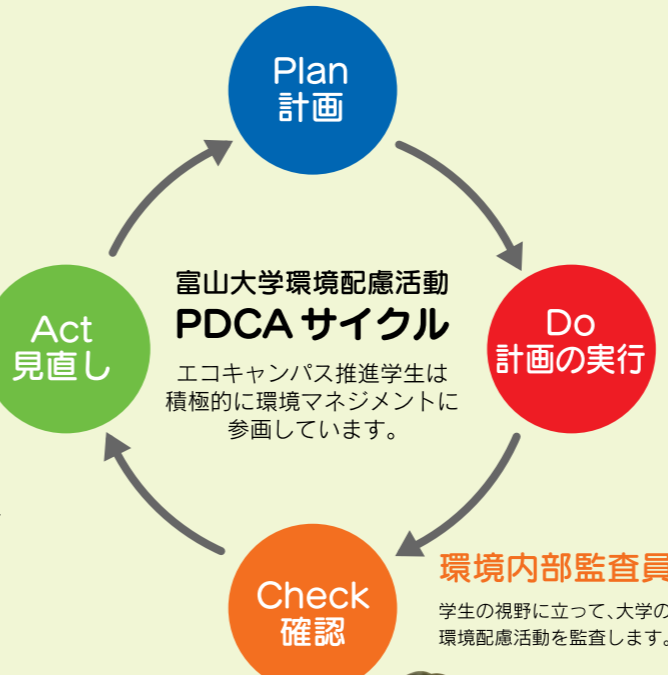 Plan
計画
富山大学環境配慮活動
PDCAサイクル
エコキャンパス推進学生は
積極的に環境マネジメントに
参画しています。
Act
見直し
Do
計画の実行
Check
確認
環境内部監査員
学生の視野に立って、大学の
環境配慮活動を監査します。